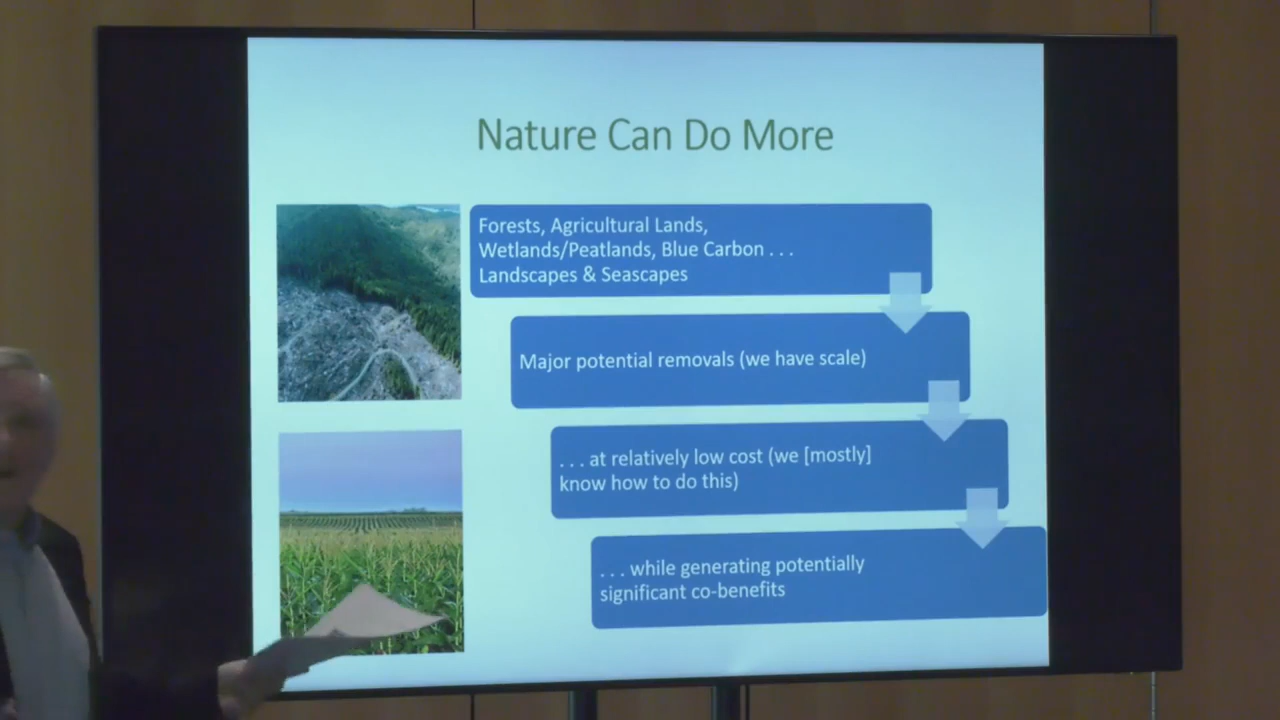 Nature Can Do More
Forests, Agricultural Lands,
Wetlands/Peatlands, Blue Carbon . . .
Landscapes & Seascapes
Major potential removals (we have scale)
. . . at relatively low cost (we [mostly]
know how to do this)
. . . while generating potentially
significant co-benefits